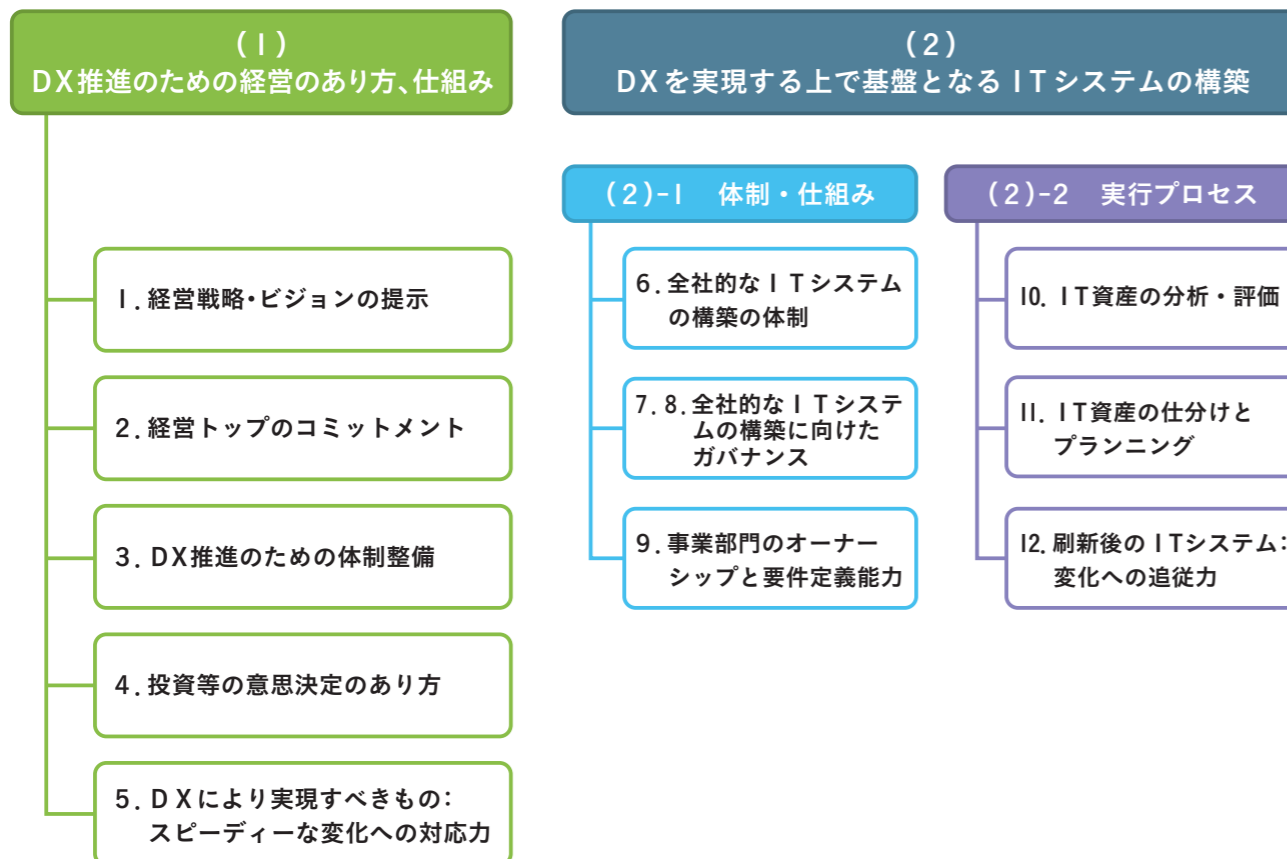 (1)
DX推進のための経営のあり方、仕組み
1.経営戦略・ビジョンの提示
2.経営トップのコミットメント
3.DX推進のための体制整備
4.投資等の意思決定のあり方
5.DXにより実現すべきもの:
スピーディーな変化への対応力
(2)
DXを実現する上で基盤となるITシステムの構築
(2)-1 体制・仕組み
6.全社的なITシステム
の構築の体制
7.8.全社的なITシステ
ムの構築に向けた
ガバナンス
9.事業部門のオーナー
シップと要件定義能力
(2)-2 実行プロセス
10.IT資産の分析・評価
11.IT資産の仕分けと
プランニング
12.刷新後のITシステム:
変化への追従力